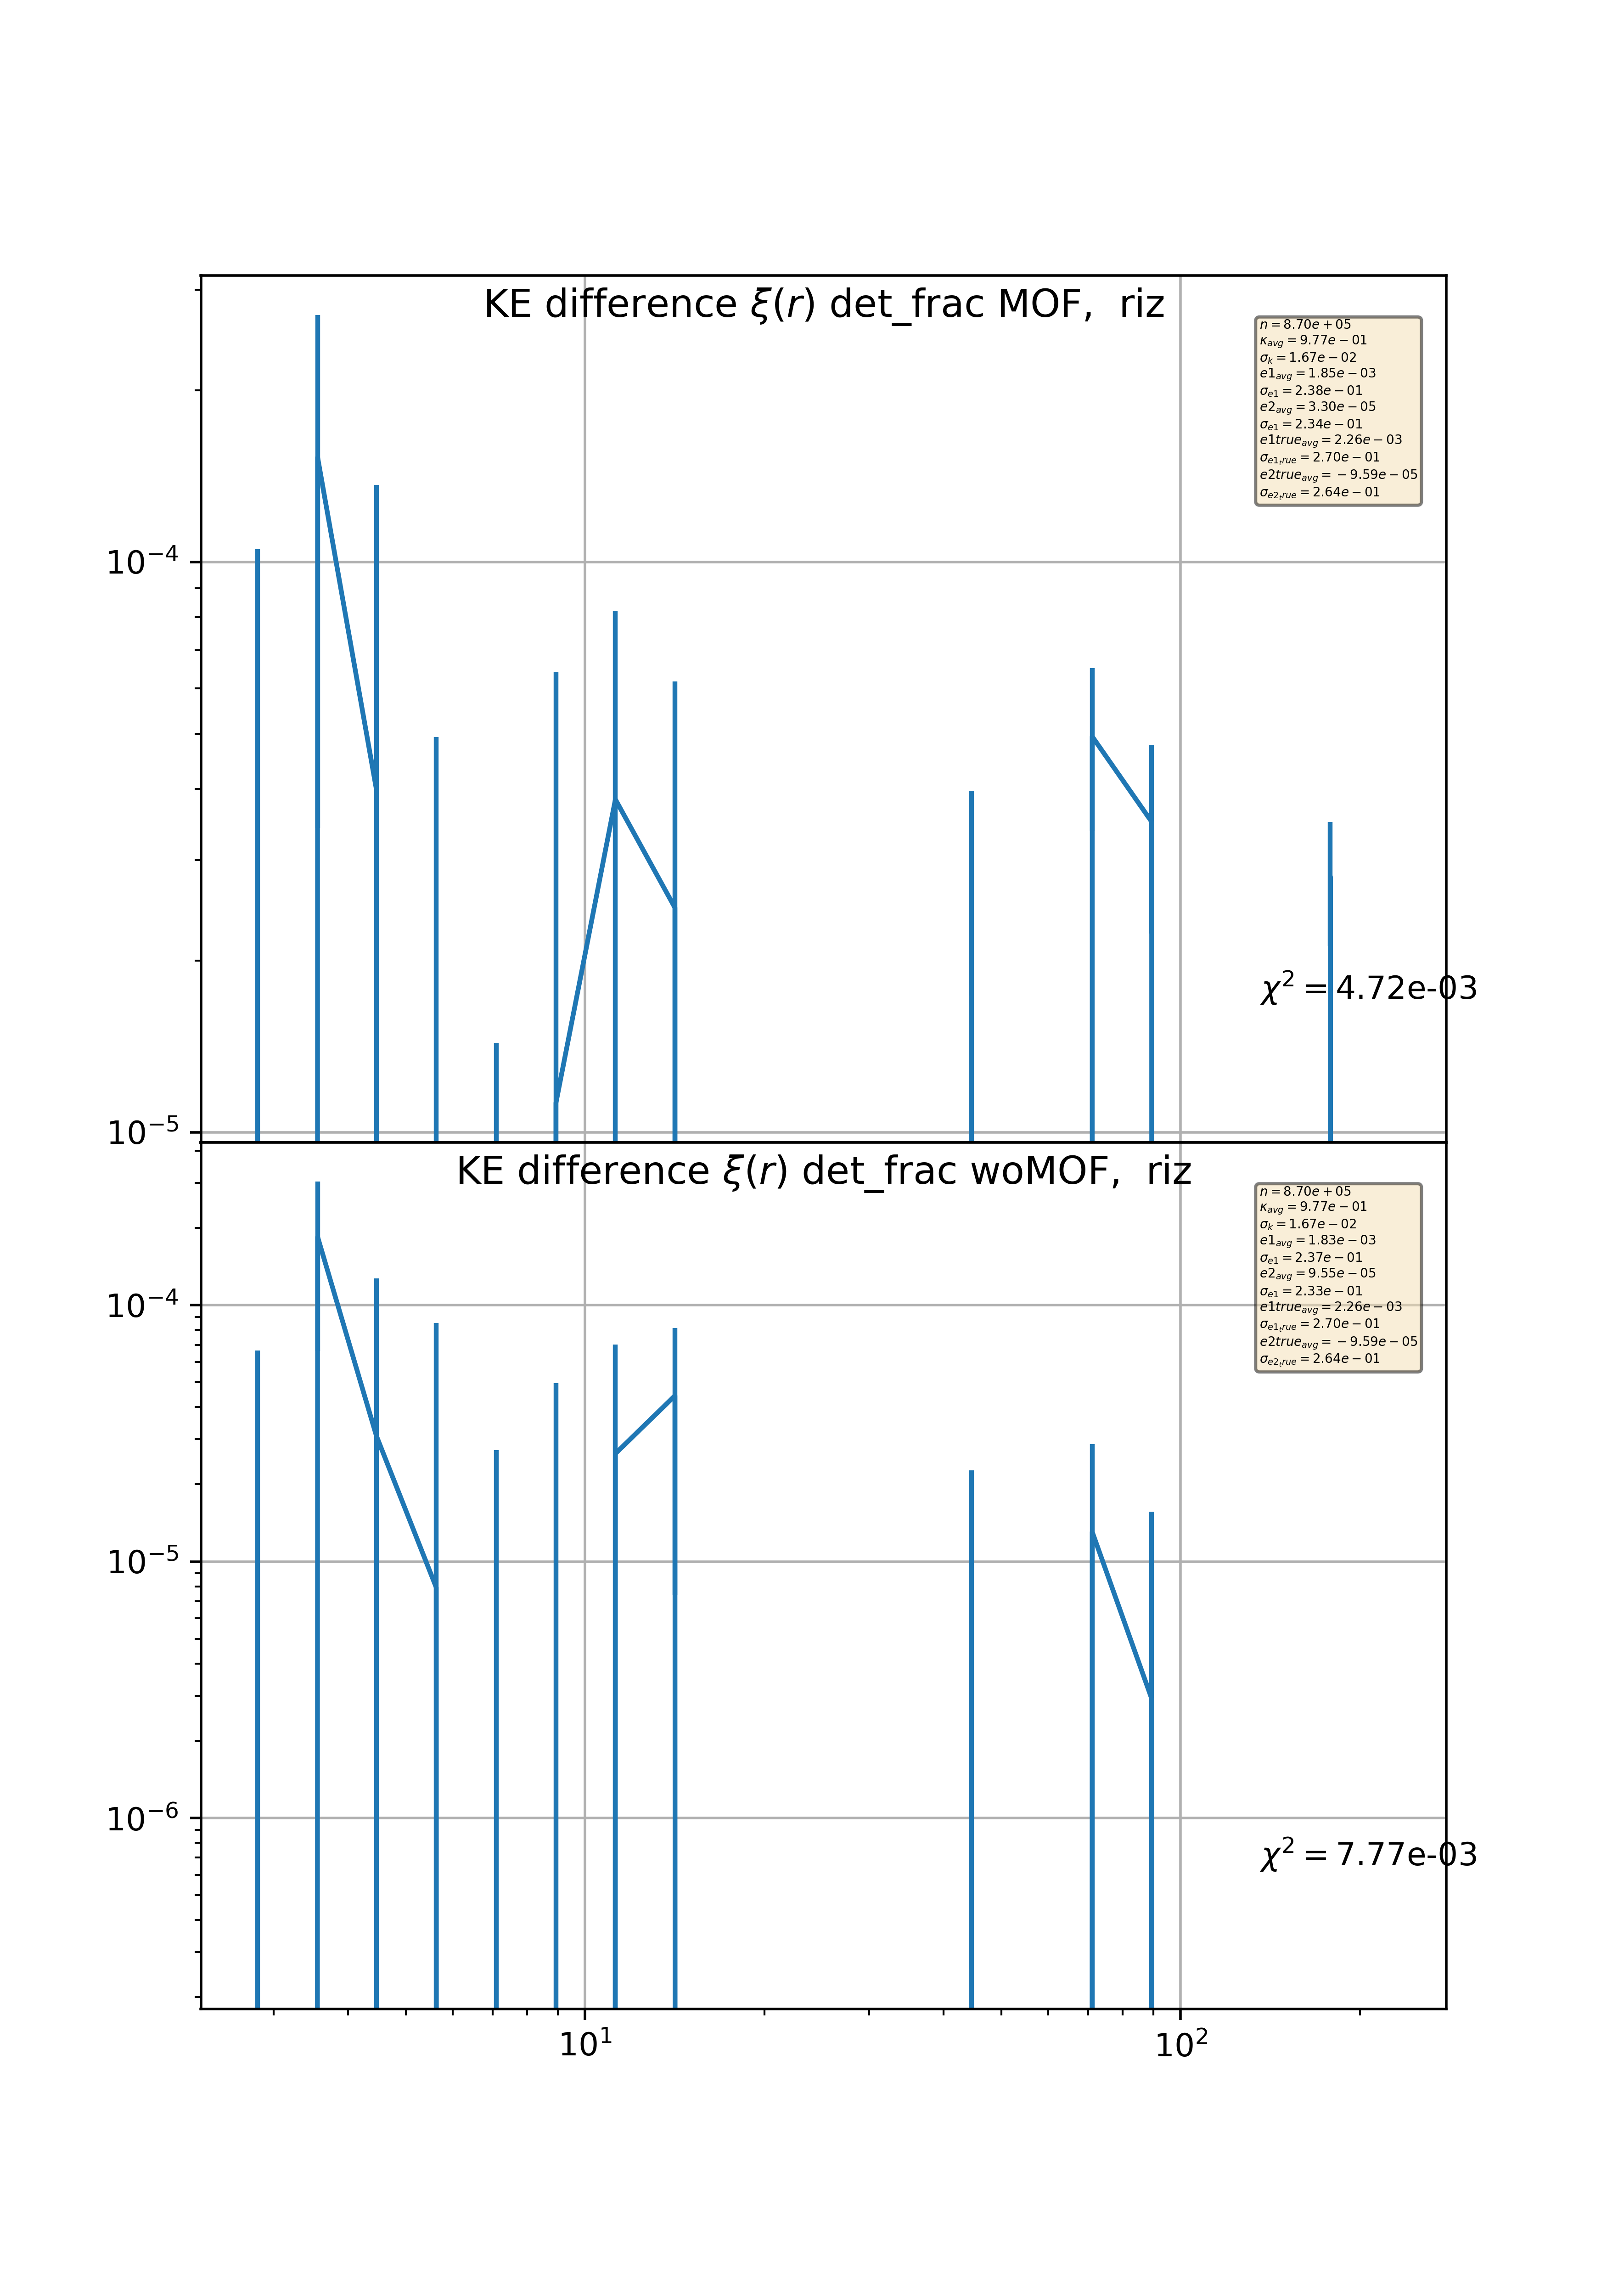 KE difference ξ(r) det_frac MOF,  riz
n = 8.70e + 05
κavg = 9.77e − 01
σk = 1.67e − 02
e1avg = 1.85e − 03
σe1 = 2.38e − 01
e2avg = 3.30e − 05
σe1 = 2.34e − 01
e1trueavg = 2.26e − 03
σe1true = 2.70e − 01
e2trueavg = − 9.59e − 05
σe2true = 2.64e − 01
10⁻⁴
χ² = 4.72e-03
10⁻⁵
KE difference ξ(r) det_frac woMOF,  riz
n = 8.70e + 05
κavg = 9.77e − 01
σk = 1.67e − 02
e1avg = 1.83e − 03
σe1 = 2.37e − 01
e2avg = 9.55e − 05
σe1 = 2.33e − 01
e1trueavg = 2.26e − 03
σe1true = 2.70e − 01
e2trueavg = − 9.59e − 05
σe2true = 2.64e − 01
10⁻⁴
10⁻⁵
10⁻⁶
χ² = 7.77e-03
10¹ 10²